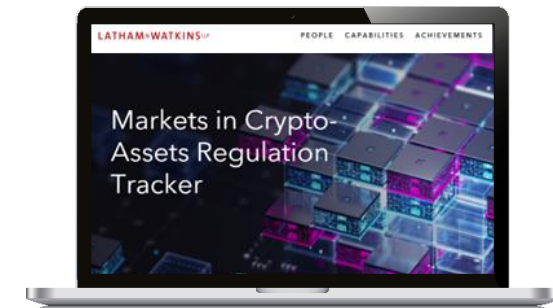 LATHAM&WATKINS LLP
PEOPLE CAPABILITIES ACHIEVEMENTS
Markets in Crypto-
Assets Regulation
Tracker